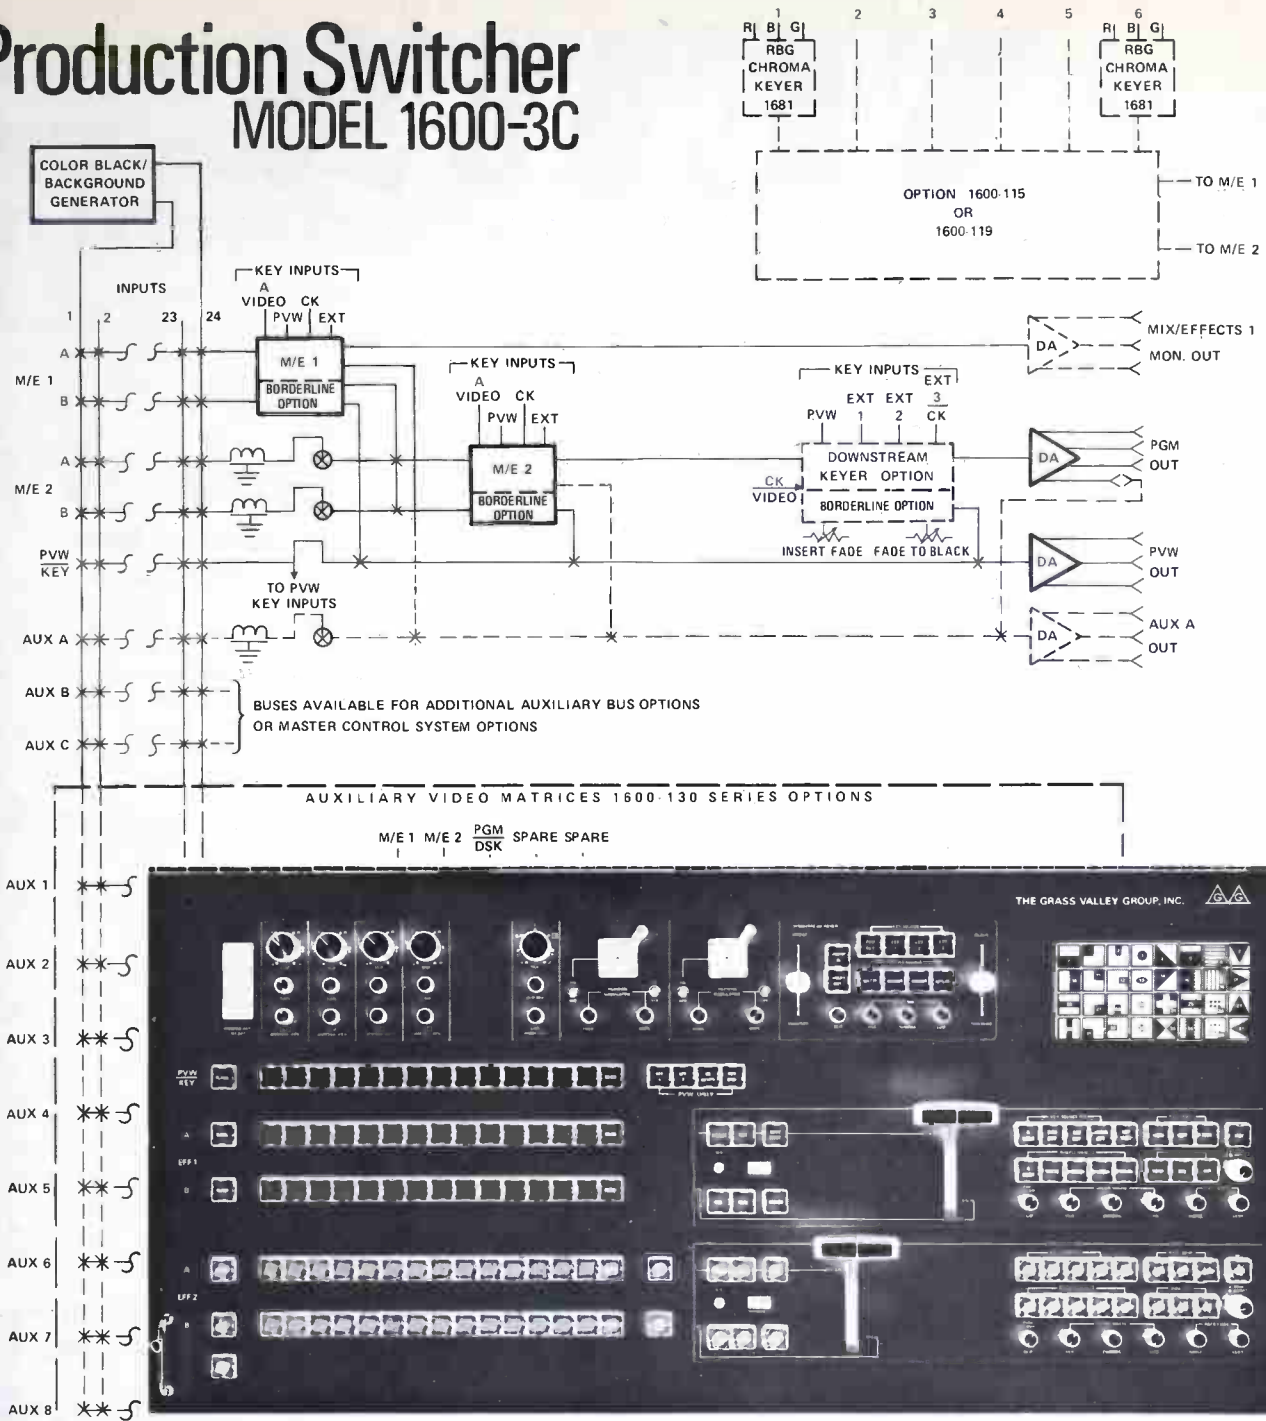 Production Switcher
MODEL 1600-3C
1 2 3 4 5 6
R B G
RBG
CHROMA
KEYER
1681
R B G
RBG
CHROMA
KEYER
1681
COLOR BLACK/
BACKGROUND
GENERATOR
OPTION 1600-115
OR
1600-119
TO M/E 1
TO M/E 2
INPUTS
1 2 23 24
KEY INPUTS
A
VIDEO CK
PVW EXT
M/E 1
A
B
M/E 1
BORDERLINE
OPTION
DA
MIX/EFFECTS 1
MON. OUT
KEY INPUTS
A
VIDEO CK
PVW EXT
M/E 2
A
B
M/E 2
BORDERLINE
OPTION
KEY INPUTS
PVW
EXT
1
EXT
2
EXT
3
CK
DOWNSTREAM
KEYER OPTION
CK
VIDEO
BORDERLINE OPTION
INSERT FADE FADE TO BLACK
DA
PGM
OUT
PVW
KEY
TO PVW
KEY INPUTS
DA
PVW
OUT
AUX A
DA
AUX A
OUT
AUX B
AUX C
BUSES AVAILABLE FOR ADDITIONAL AUXILIARY BUS OPTIONS
OR MASTER CONTROL SYSTEM OPTIONS
AUXILIARY VIDEO MATRICES 1600-130 SERIES OPTIONS
M/E 1 M/E 2 PGM
DSK SPARE SPARE
AUX 1
AUX 2
AUX 3
AUX 4
AUX 5
AUX 6
AUX 7
AUX 8
THE GRASS VALLEY GROUP, INC.
G G
PVW
KEY
PVW ONLY
A
EFF 1
B
A
EFF 2
B